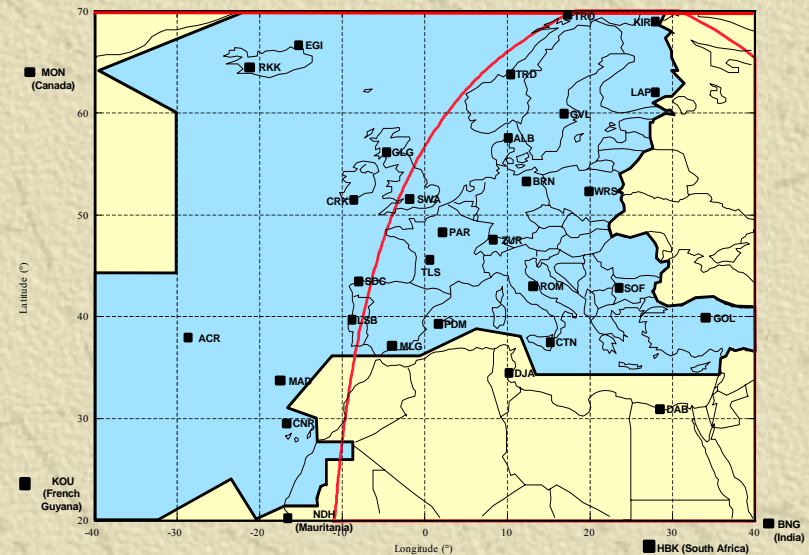 70
TRO
KIR
EGI
RKK
MON
(Canada)
TRD
LAP
60
GVL
ALB
GLG
BRN
WRS
CRK
SWA
50
PAR
ZUR
TLS
SDC
ROM
SOF
Latitude (°)
40
LSB
PDM
GOL
ACR
MLG
CTN
MAD
DJA
DAB
30
CNR
KOU
(French
Guyana)
NDH
(Mauritania)
20
-40
-30
-20
-10
0
10
20
30
40
BNG
(India)
Longitude (°)
HBK (South Africa)